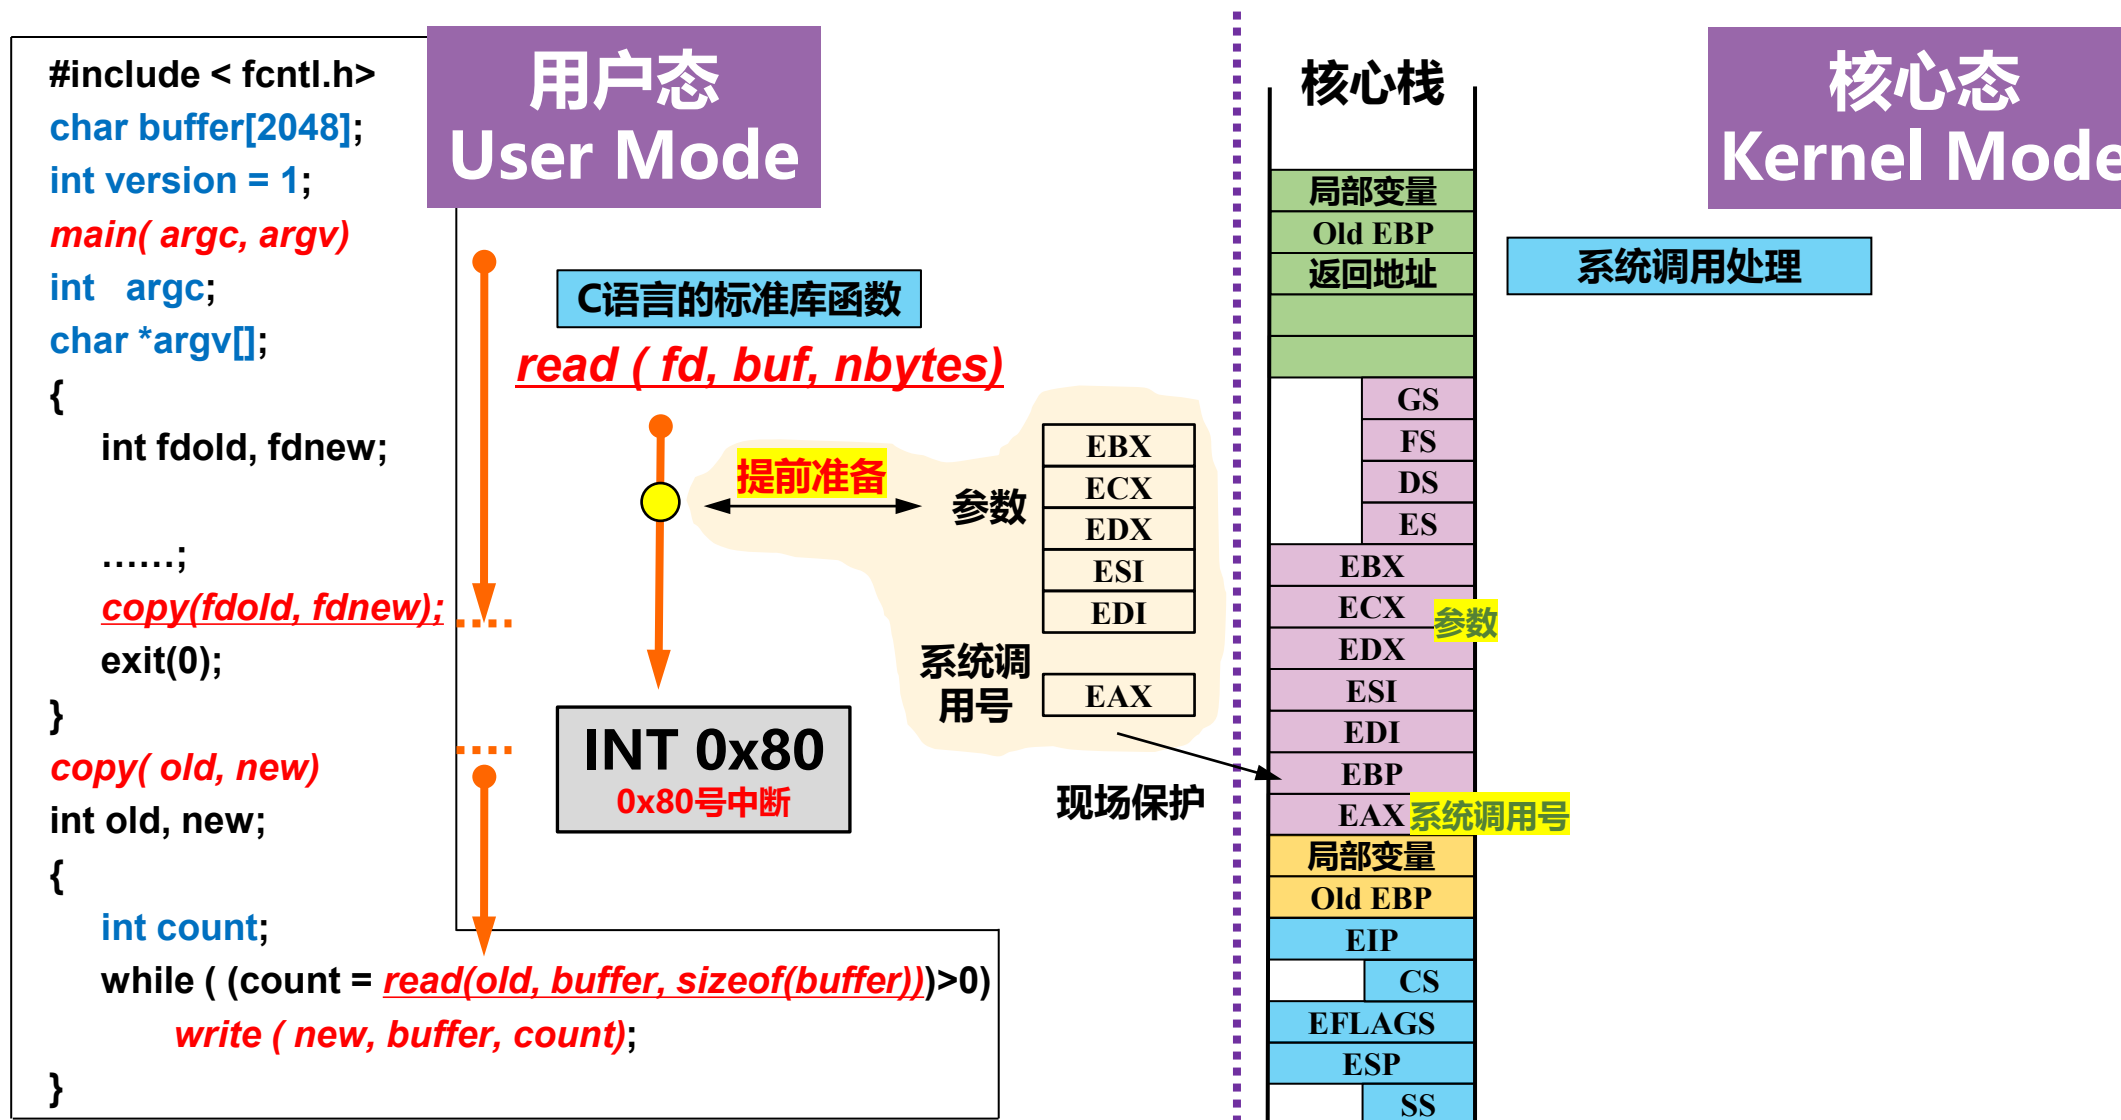 #include < fcntl.h>
char buffer[2048];
int version = 1;
main( argc, argv)
int argc;
char *argv[];
{
int fdold, fdnew;
……;
copy(fdold, fdnew);
exit(0);
}
copy( old, new)
int old, new;
{
int count;
while ( (count = read(old, buffer, sizeof(buffer)))>0)
write ( new, buffer, count);
}
用户态
User Mode
C语言的标准库函数
read ( fd, buf, nbytes)
提前准备
参数
EBX
ECX
EDX
ESI
EDI
系统调
用号
EAX
INT 0x80
0x80号中断
现场保护
核心栈
局部变量
Old EBP
返回地址
GS
FS
DS
ES
EBX
ECX
参数
EDX
ESI
EDI
EBP
EAX
系统调用号
局部变量
Old EBP
EIP
CS
EFLAGS
ESP
SS
核心态
Kernel Mode
系统调用处理